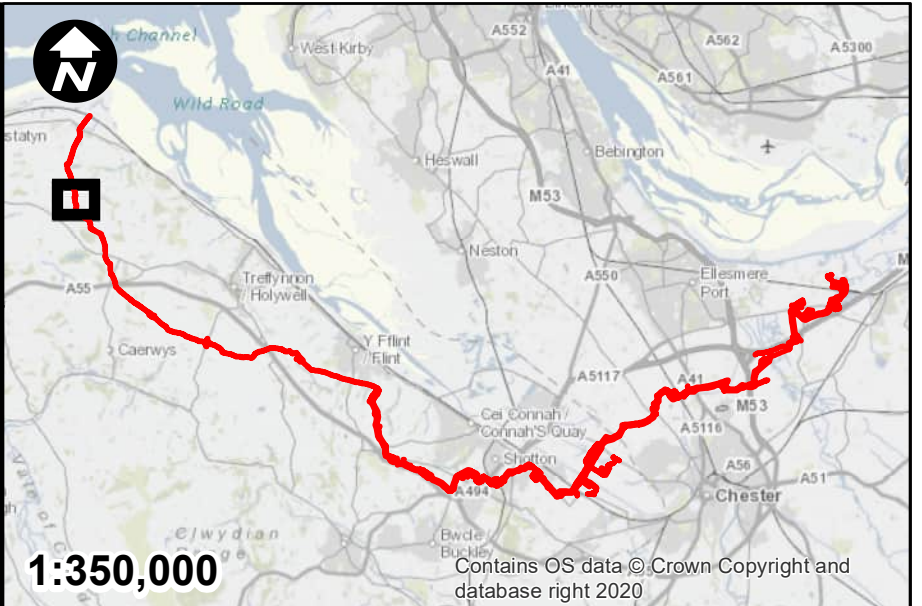 h Channel
West Kirby
A552
A562
A5300
A41
A561
N
Wild Road
statyn
Heswall
Bebington
M53
Neston
A550
Ellesmere
Port
M
Treffynnon
/ Holywell
A55
Caerwys
Y Fflint
/ Flint
A5117
A41
M53
Cei Connah /
Connah'S Quay
A5116
Shotton
A56
A51
A494
Chester
Clwydian
Bwcle
Buckley
1:350,000
Contains OS data © Crown Copyright and
database right 2020